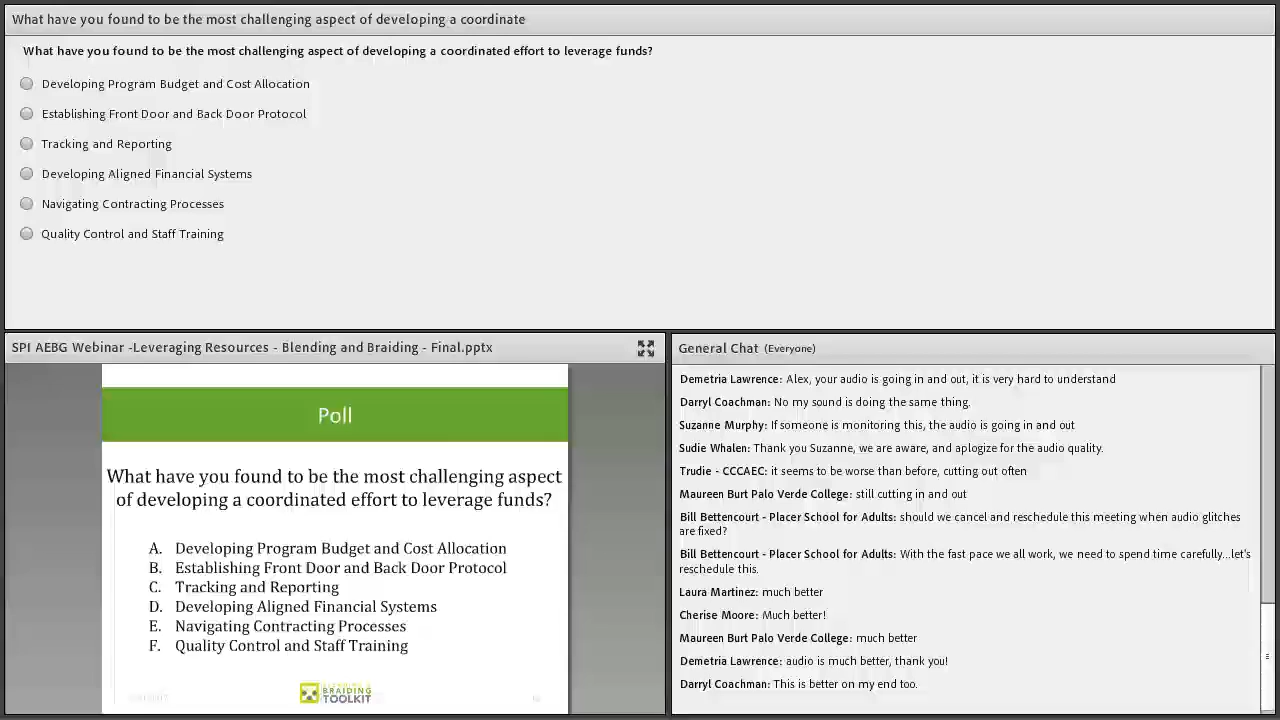 What have you found to be the most challenging aspect of developing a coordinate
What have you found to be the most challenging aspect of developing a coordinated effort to leverage funds?
Developing Program Budget and Cost Allocation
Establishing Front Door and Back Door Protocol
Tracking and Reporting
Developing Aligned Financial Systems
Navigating Contracting Processes
Quality Control and Staff Training
SPI AEBG Webinar -Leveraging Resources - Blending and Braiding - Final.pptx
Poll
What have you found to be the most challenging aspect
of developing a coordinated effort to leverage funds?
A. Developing Program Budget and Cost Allocation
B. Establishing Front Door and Back Door Protocol
C. Tracking and Reporting
D. Developing Aligned Financial Systems
E. Navigating Contracting Processes
F. Quality Control and Staff Training
BRAIDING
TOOLKIT
General Chat (Everyone)
Demetria Lawrence: Alex, your audio is going in and out, it is very hard to understand
Darryl Coachman: No my sound is doing the same thing.
Suzanne Murphy: If someone is monitoring this, the audio is going in and out
Sudie Whalen: Thank you Suzanne, we are aware, and aplogize for the audio quality.
Trudie - CCCAEC: it seems to be worse than before, cutting out often
Maureen Burt Palo Verde College: still cutting in and out
Bill Bettencourt - Placer School for Adults: should we cancel and reschedule this meeting when audio glitches
are fixed?
Bill Bettencourt - Placer School for Adults: With the fast pace we all work, we need to spend time carefully...let's
reschedule this.
Laura Martinez: much better
Cherise Moore: Much better!
Maureen Burt Palo Verde College: much better
Demetria Lawrence: audio is much better, thank you!
Darryl Coachman: This is better on my end too.